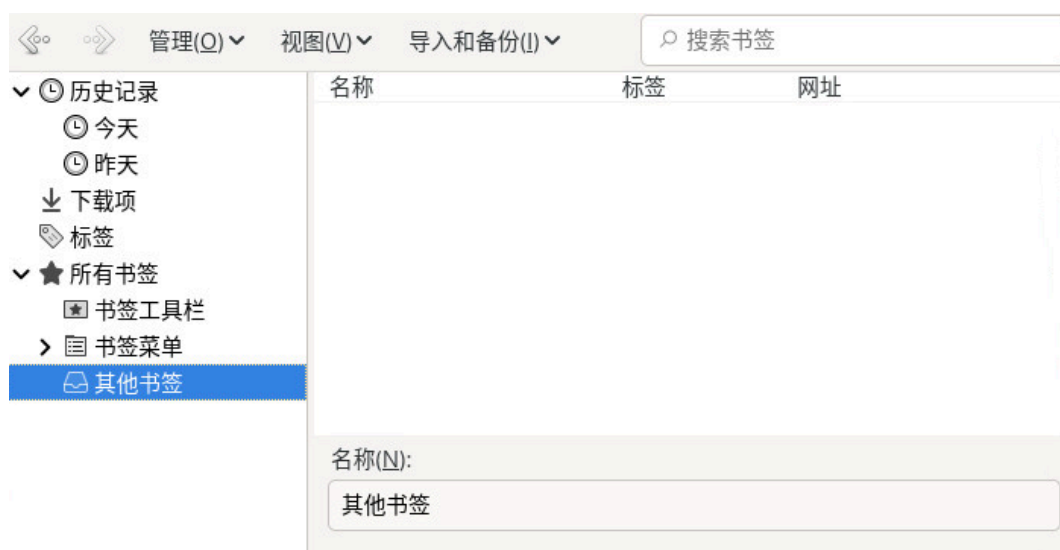 管理(O) 视图(V) 导入和备份(I) 搜索书签
历史记录
今天
昨天
下载项
标签
所有书签
书签工具栏
书签菜单
其他书签
名称 标签 网址
名称(N):
其他书签